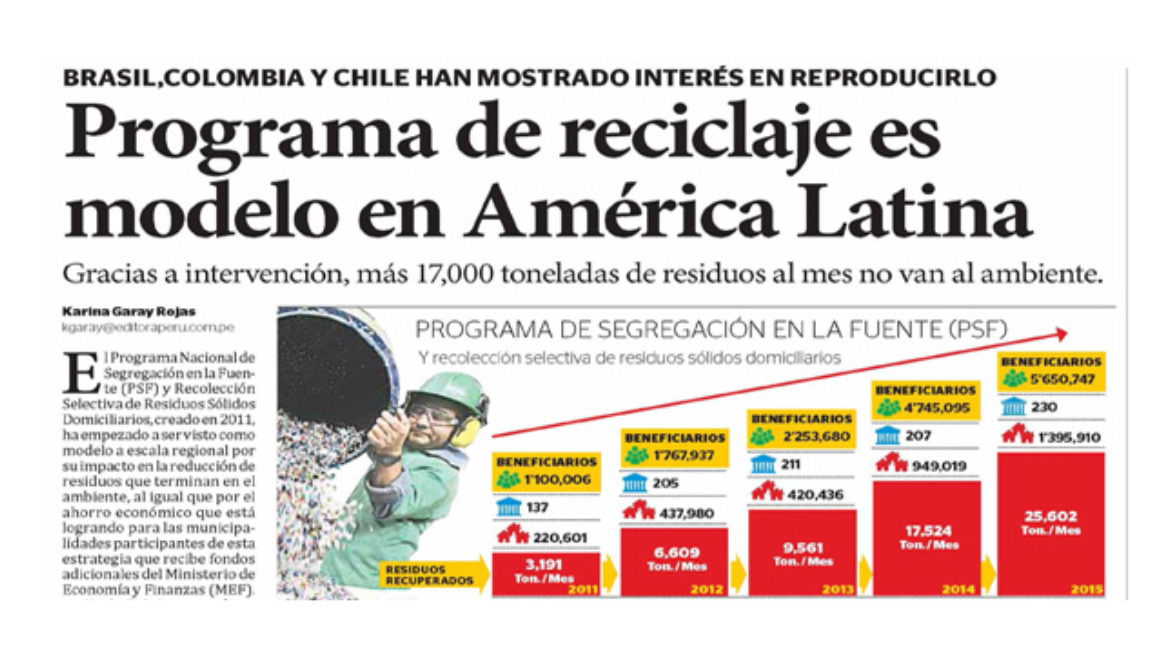 BRASIL,COLOMBIA Y CHILE HAN MOSTRADO INTERÉS EN REPRODUCIRLO
Programa de reciclaje es
modelo en América Latina
Gracias a intervención, más 17,000 toneladas de residuos al mes no van al ambiente.
Karina Garay Rojas
kgaray@editoraperu.com.pe
El Programa Nacional de
Segregación en la Fuen-
te (PSF) y Recolección
Selectiva de Residuos Sólidos
Domiciliarios, creado en 2011,
ha empezado a ser visto como
modelo a escala regional por
su impacto en la reducción de
residuos que terminan en el
ambiente, al igual que por el
ahorro económico que está
logrando para las municipa-
lidades participantes de esta
estrategia que recibe fondos
adicionales del Ministerio de
Economía y Finanzas (MEF).
PROGRAMA DE SEGREGACIÓN EN LA FUENTE (PSF)
Y recolección selectiva de residuos sólidos domiciliarios
RESIDUOS
RECUPERADOS
BENEFICIARIOS
1'100,006
137
220,601
3,191
Ton./Mes
2011
BENEFICIARIOS
1'767,937
205
437,980
6,609
Ton./Mes
2012
BENEFICIARIOS
2'253,680
211
420,436
9,561
Ton./Mes
2013
BENEFICIARIOS
4'745,095
207
949,019
17,524
Ton./Mes
2014
BENEFICIARIOS
5'650,747
230
1'395,910
25,602
Ton./Mes
2015